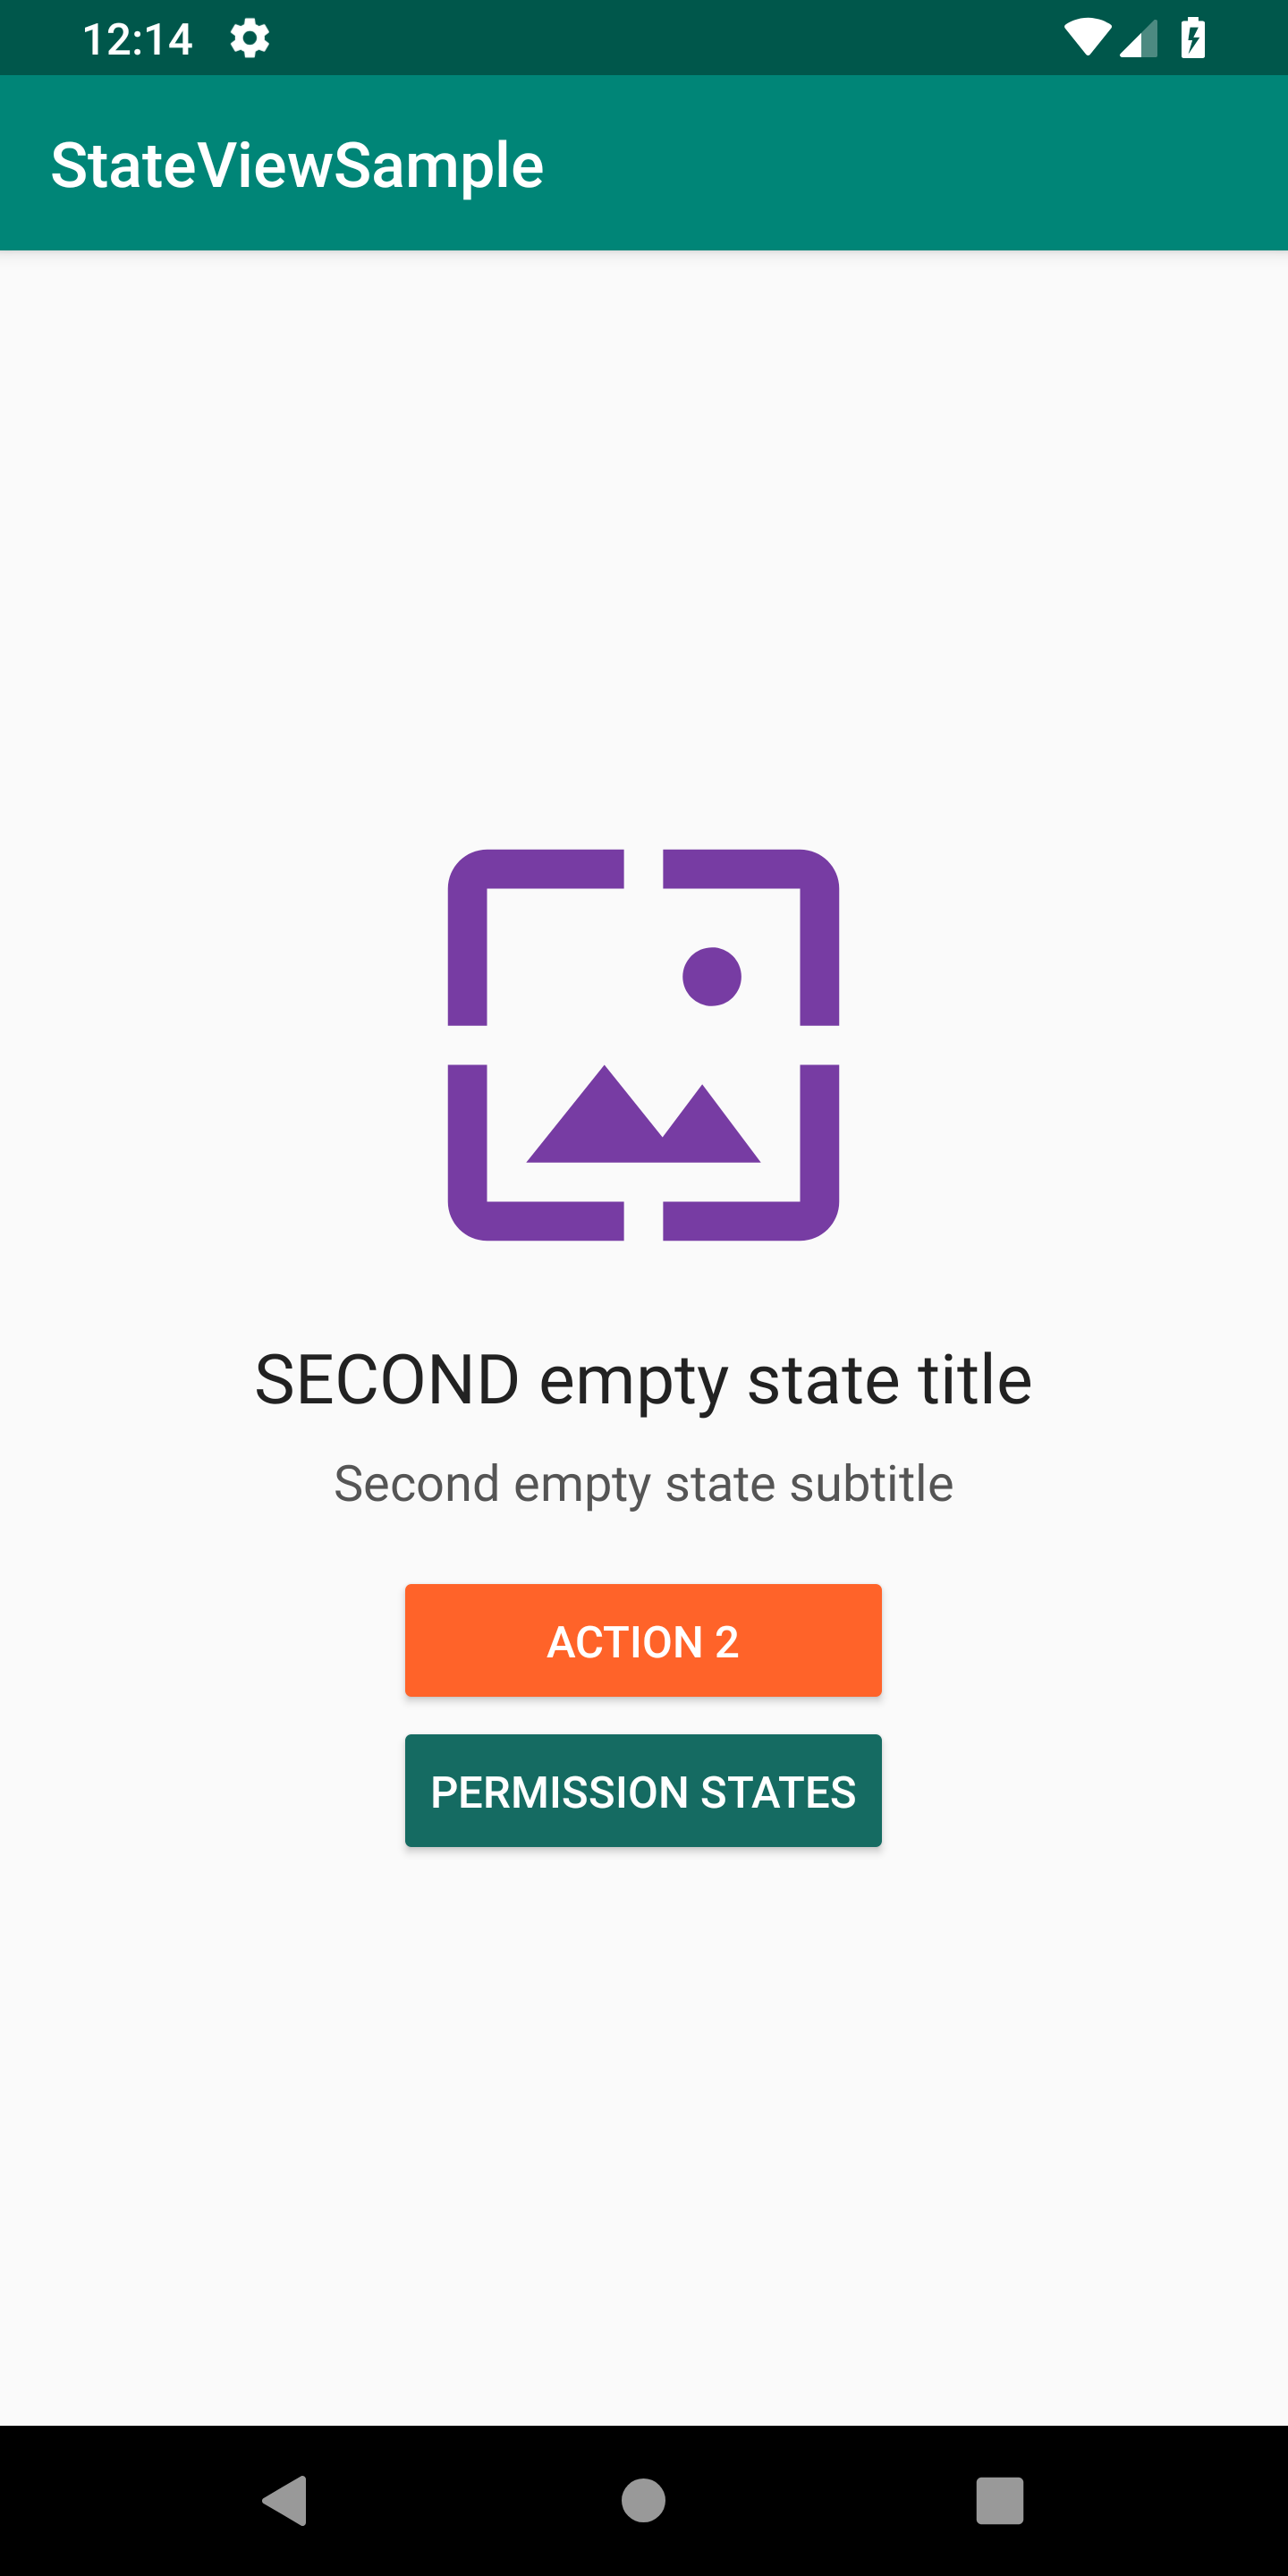 12:14
StateViewSample
SECOND empty state title
Second empty state subtitle
ACTION 2
PERMISSION STATES